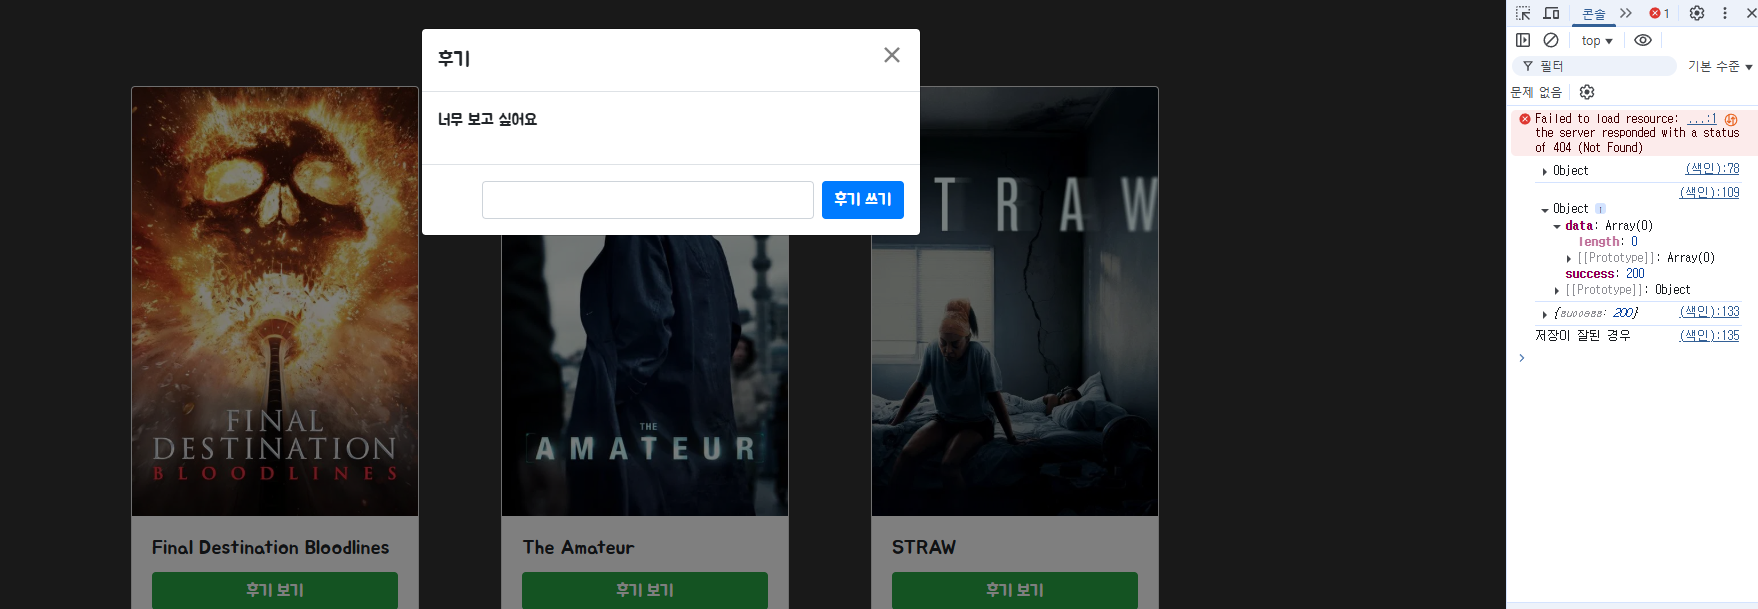 후기
너무 보고 싶어요
후기 쓰기
FINAL
DESTINATION
BLOODLINES
THE
AMATEUR
STRAW
Final Destination Bloodlines
The Amateur
STRAW
후기 보기
후기 보기
후기 보기
콘솔
1
top
필터
기본 수준
문제 없음
Failed to load resource: ...:1
the server responded with a status
of 404 (Not Found)
Object (색인):78
(색인):109
Object
data: Array(0)
length: 0
[[Prototype]]: Array(0)
success: 200
[[Prototype]]: Object
{success: 200} (색인):133
저장이 잘된 경우 (색인):135